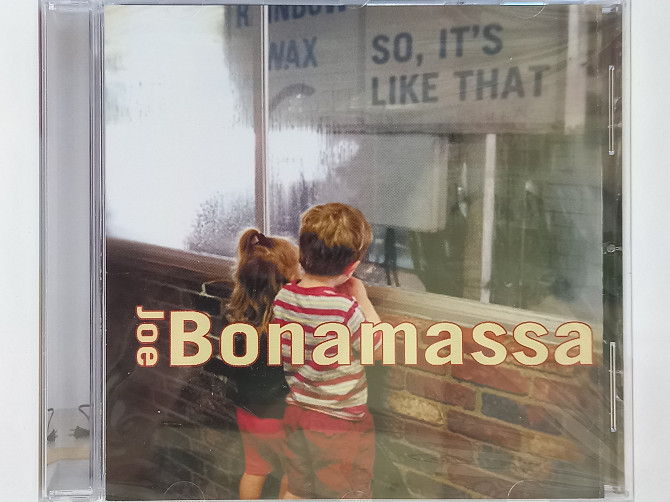 WAX
SO, IT'S
LIKE THAT
Joe
Bonamassa